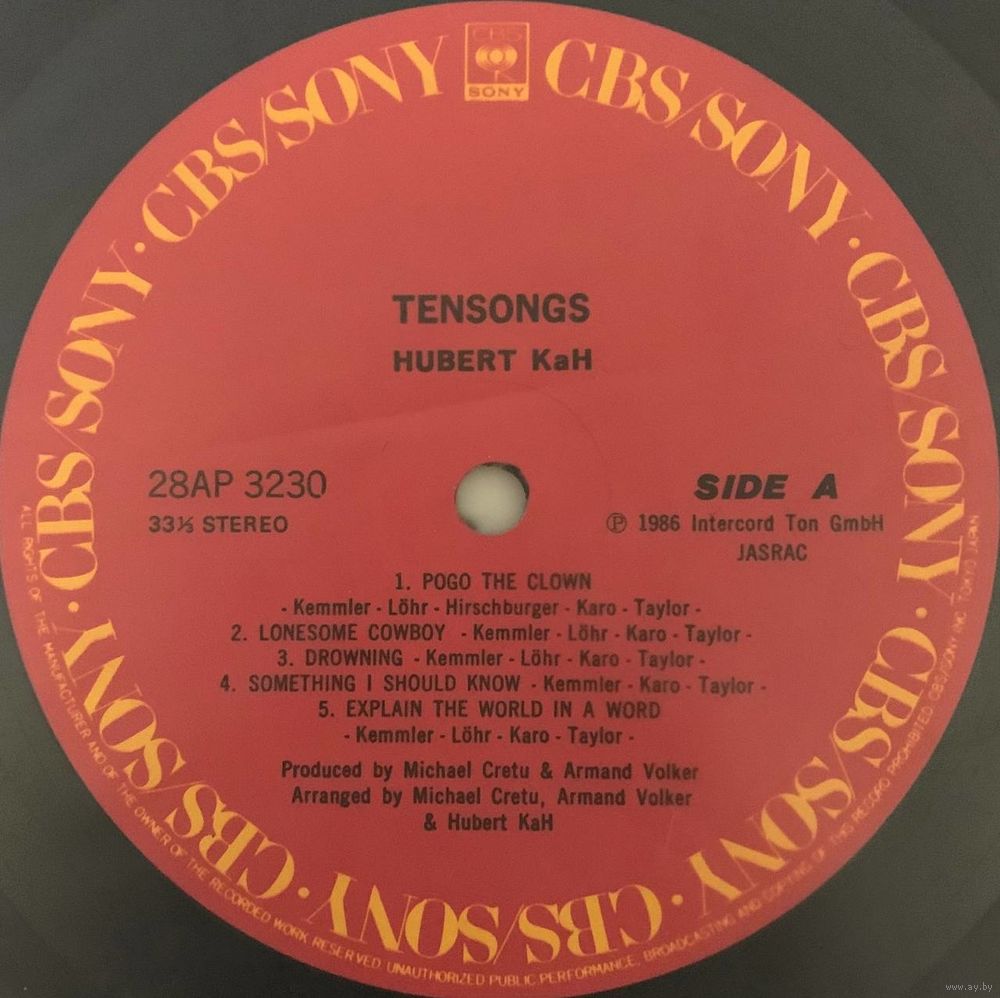 CBS
SONY
CBS/SONY · CBS/SONY · CBS/SONY · CBS/SONY · CBS/SONY · CBS/SONY · CBS/SONY · CBS/SONY
TENSONGS
HUBERT KaH
28AP 3230
33⅓ STEREO
SIDE A
℗ 1986 Intercord Ton GmbH
JASRAC
1. POGO THE CLOWN
- Kemmler - Löhr - Hirschburger - Karo - Taylor -
2. LONESOME COWBOY - Kemmler - Löhr - Karo - Taylor -
3. DROWNING - Kemmler - Löhr - Karo - Taylor -
4. SOMETHING I SHOULD KNOW - Kemmler - Karo - Taylor -
5. EXPLAIN THE WORLD IN A WORD
- Kemmler - Löhr - Karo - Taylor -
Produced by Michael Cretu & Armand Volker
Arranged by Michael Cretu, Armand Volker
& Hubert KaH
ALL RIGHTS OF THE MANUFACTURER AND OF THE OWNER OF THE RECORDED WORK RESERVED. UNAUTHORIZED PUBLIC PERFORMANCE, BROADCASTING AND COPYING OF THIS RECORD PROHIBITED. CBS/SONY INC. TOKYO JAPAN
www.ay.by